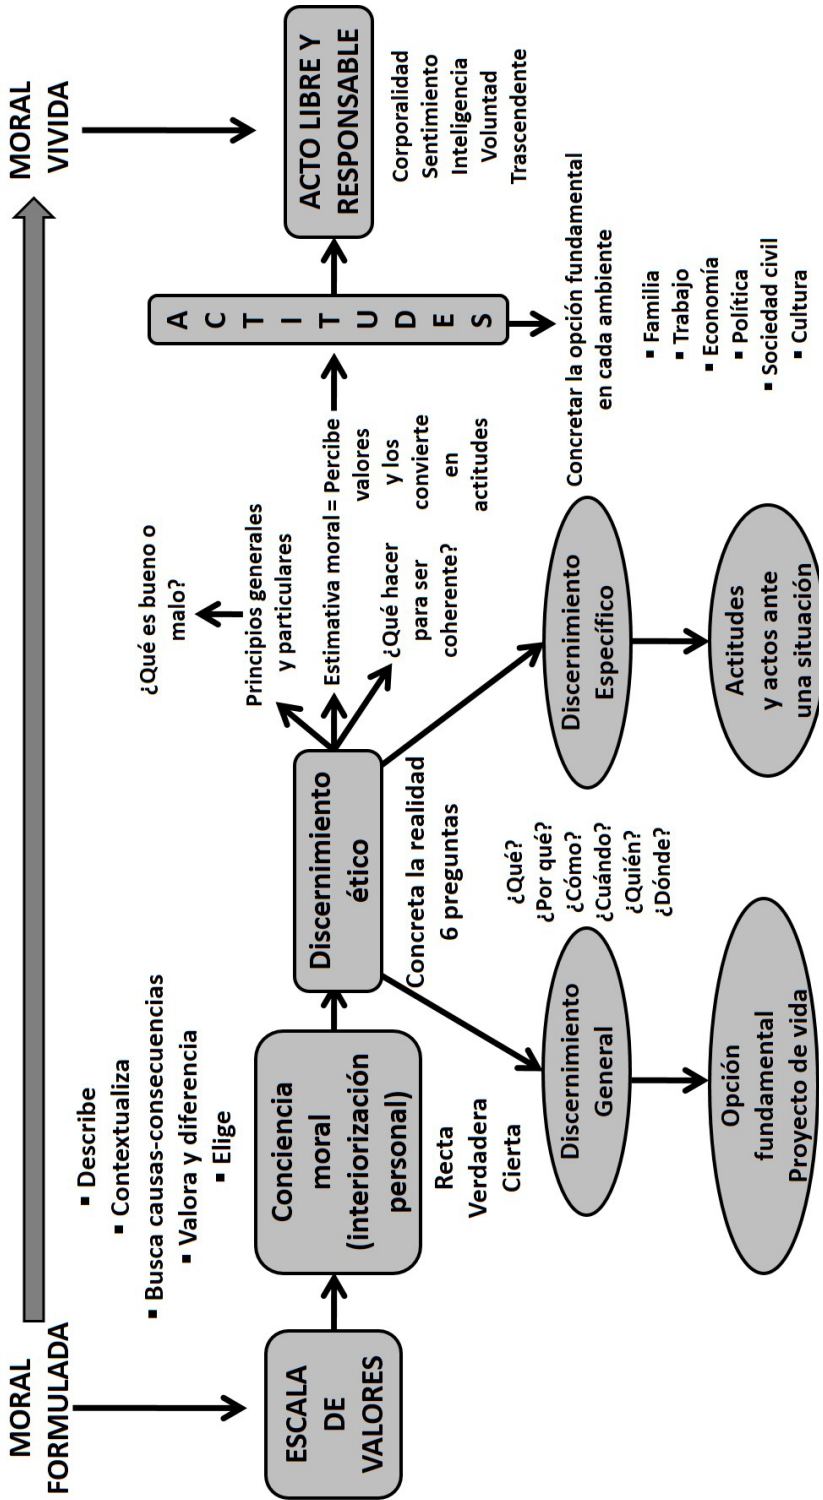 MORAL
FORMULADA
MORAL
VIVIDA
▪ Describe
▪ Contextualiza
▪ Busca causas-consecuencias
▪ Valora y diferencia
▪ Elige
ESCALA
DE
VALORES
Conciencia
moral
(interiorización
personal)
Recta
Verdadera
Cierta
Discernimiento
ético
¿Qué es bueno o
malo?
Principios generales
y particulares
Estimativa moral = Percibe
valores
y los
convierte
en
actitudes
¿Qué hacer
para ser
coherente?
ACTITUDES
ACTO LIBRE Y
RESPONSABLE
Corporalidad
Sentimiento
Inteligencia
Voluntad
Trascendente
Concreta la realidad
6 preguntas
¿Qué?
¿Por qué?
¿Cómo?
¿Cuándo?
¿Quién?
¿Dónde?
Discernimiento
General
Opción
fundamental
Proyecto de vida
Discernimiento
Específico
Actitudes
y actos ante
una situación
Concretar la opción fundamental
en cada ambiente
▪ Familia
▪ Trabajo
▪ Economía
▪ Política
▪ Sociedad civil
▪ Cultura